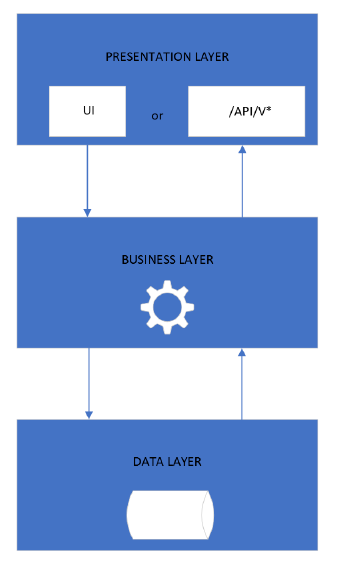 PRESENTATION LAYER
UI
or
/API/V*
BUSINESS LAYER
DATA LAYER